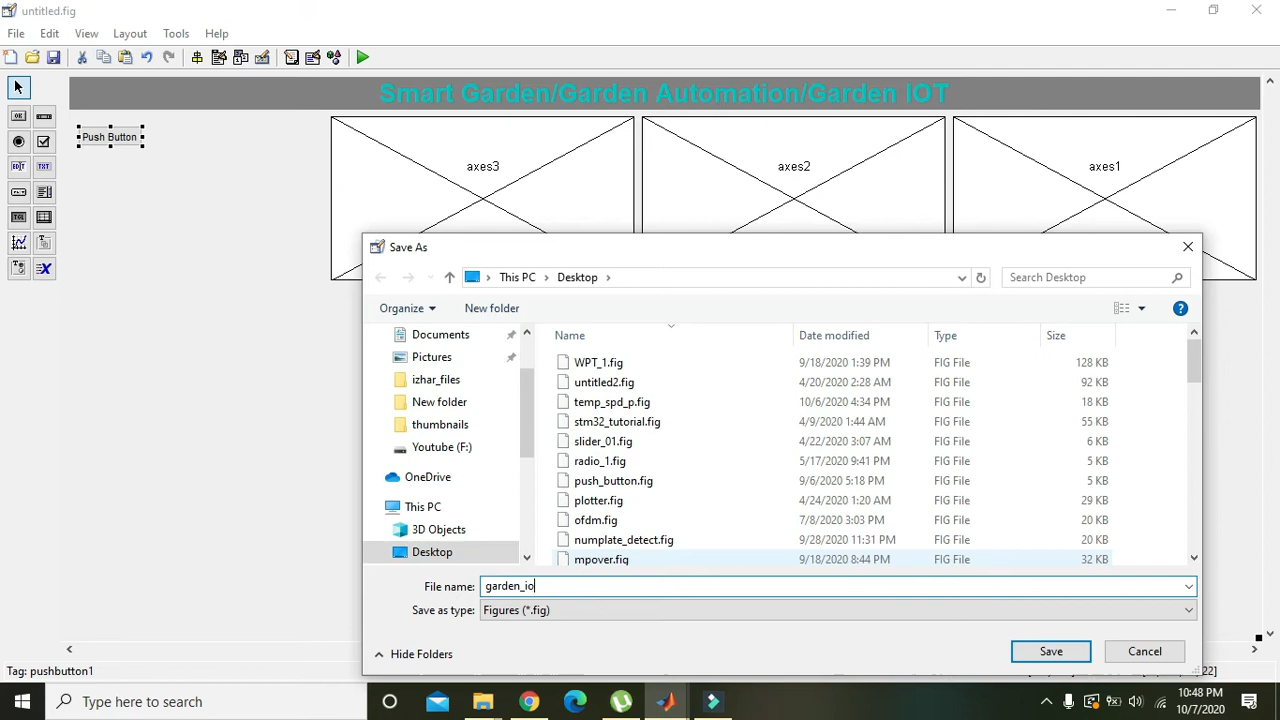 untitled.fig
File Edit View Layout Tools Help
Smart Garden/Garden Automation/Garden IOT
Push Button
axes3 axes2 axes1
OK
EDIT TXT
TGL
Save As
This PC Desktop
Search Desktop
Organize New folder
Name Date modified Type Size
Documents
Pictures
izhar_files
New folder
thumbnails
Youtube (F:)
OneDrive
This PC
3D Objects
Desktop
WPT_1.fig 9/18/2020 1:39 PM FIG File 128 KB
untitled2.fig 4/20/2020 2:28 AM FIG File 92 KB
temp_spd_p.fig 10/6/2020 4:34 PM FIG File 18 KB
stm32_tutorial.fig 4/9/2020 1:44 AM FIG File 55 KB
slider_01.fig 4/22/2020 3:07 AM FIG File 6 KB
radio_1.fig 5/17/2020 9:41 PM FIG File 5 KB
push_button.fig 9/6/2020 5:18 PM FIG File 5 KB
plotter.fig 4/24/2020 1:20 AM FIG File 29 KB
ofdm.fig 7/8/2020 3:03 PM FIG File 20 KB
numplate_detect.fig 9/28/2020 11:31 PM FIG File 20 KB
mpover.fig 9/18/2020 8:44 PM FIG File 32 KB
File name: garden_io
Save as type: Figures (*.fig)
Hide Folders
Save Cancel
Tag: pushbutton1
22]
Type here to search
10:48 PM
10/7/2020